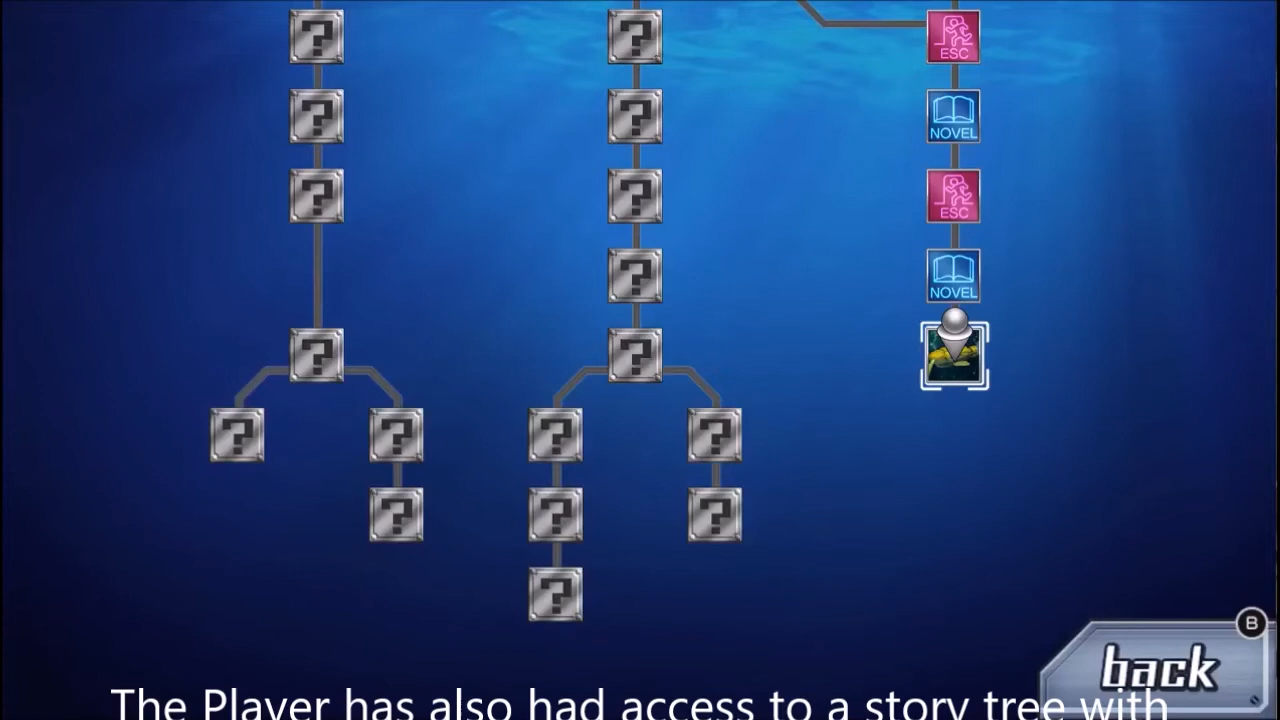 ? ? ESC
? ? NOVEL
? ? ESC
? NOVEL
? ?
? ? ? ?
? ? ?
?
B
back
The Player has also had access to a story tree with